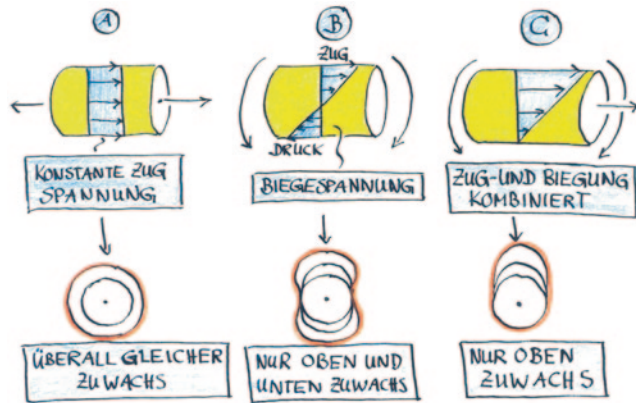 A
B
C
ZUG
DRUCK
KONSTANTE ZUG
SPANNUNG
BIEGESPANNUNG
ZUG-UND BIEGUNG
KOMBINIERT
ÜBERALL GLEICHER
ZUWACHS
NUR OBEN UND
UNTEN ZUWACHS
NUR OBEN
ZUWACHS